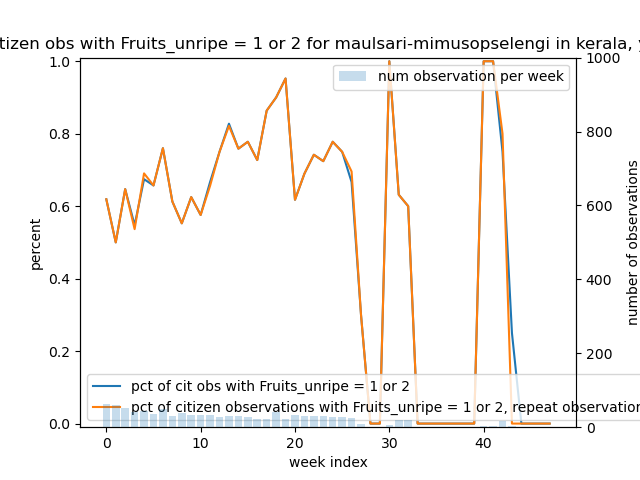 tizen obs with Fruits_unripe = 1 or 2 for maulsari-mimusopselengi in kerala,
num observation per week
1.0
0.8
0.6
0.4
0.2
0.0
percent
1000
800
600
400
200
0
number of observations
pct of cit obs with Fruits_unripe = 1 or 2
pct of citizen observations with Fruits_unripe = 1 or 2, repeat observation
0 10 20 30 40
week index